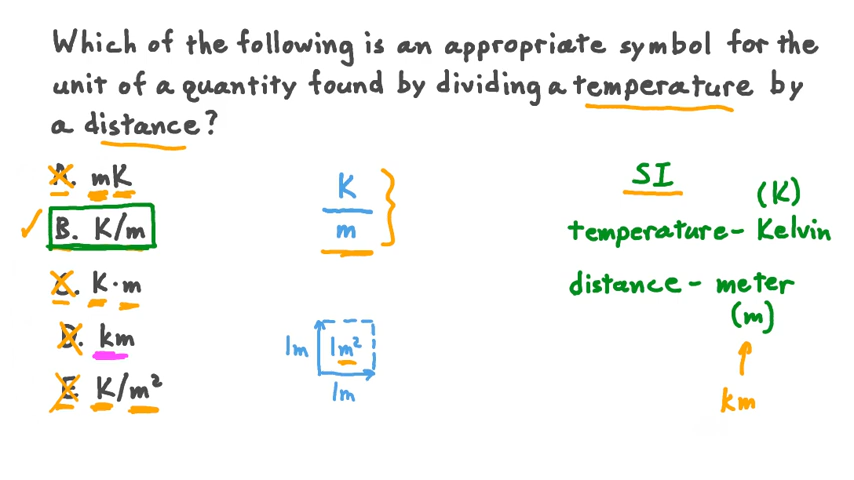 Which of the following is an appropriate symbol for the
unit of a quantity found by dividing a temperature by
a distance?
A. mK
B. K/m
C. K·m
D. km
E. K/m²
K
m
1m
1m²
1m
SI
(K)
temperature - Kelvin
distance - meter
(m)
km